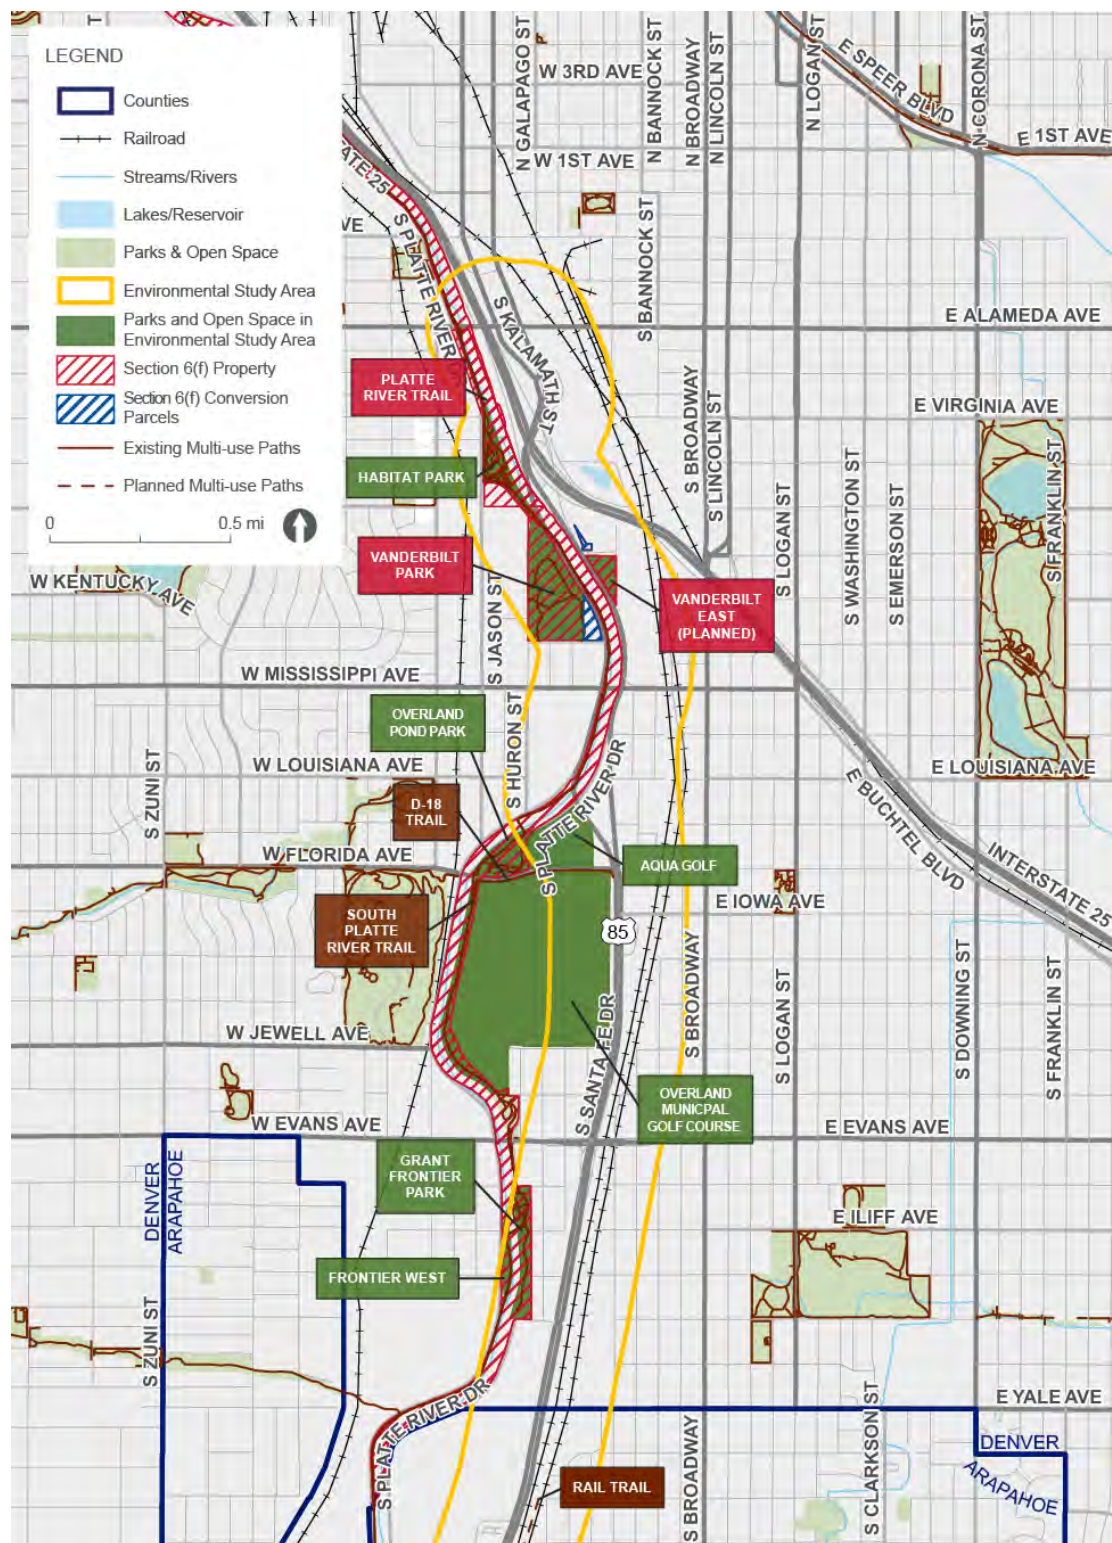 LEGEND
Counties
Railroad
Streams/Rivers
Lakes/Reservoir
Parks & Open Space
Environmental Study Area
Parks and Open Space in
Environmental Study Area
Section 6(f) Property
Section 6(f) Conversion
Parcels
Existing Multi-use Paths
Planned Multi-use Paths
0 0.5 mi
N GALAPAGO ST
W 3RD AVE
N BANNOCK ST
N BROADWAY
N LINCOLN ST
N LOGAN ST
E SPEER BLVD
N CORONA ST
E 1ST AVE
W 1ST AVE
S PLATTE RIVER
S KALAMATH ST
S BANNOCK ST
E ALAMEDA AVE
PLATTE
RIVER TRAIL
S BROADWAY
S LINCOLN ST
E VIRGINIA AVE
HABITAT PARK
S LOGAN ST
S WASHINGTON ST
S EMERSON ST
S FRANKLIN ST
VANDERBILT
PARK
W KENTUCKY AVE
S JASON ST
VANDERBILT
EAST
(PLANNED)
W MISSISSIPPI AVE
OVERLAND
POND PARK
S HURON ST
S PLATTE RIVER DR
W LOUISIANA AVE
E LOUISIANA AVE
S ZUNI ST
D-18
TRAIL
E BUCHTEL BLVD
INTERSTATE 25
W FLORIDA AVE
AQUA GOLF
E IOWA AVE
SOUTH
PLATTE
RIVER TRAIL
85
S BROADWAY
W JEWELL AVE
S SANTA FE DR
S LOGAN ST
S DOWNING ST
S FRANKLIN ST
OVERLAND
MUNICPAL
GOLF COURSE
W EVANS AVE
E EVANS AVE
GRANT
FRONTIER
PARK
DENVER
ARAPAHOE
E ILIFF AVE
FRONTIER WEST
S ZUNI ST
S PLATTE RIVER DR
E YALE AVE
S BROADWAY
S CLARKSON ST
DENVER
ARAPAHOE
RAIL TRAIL